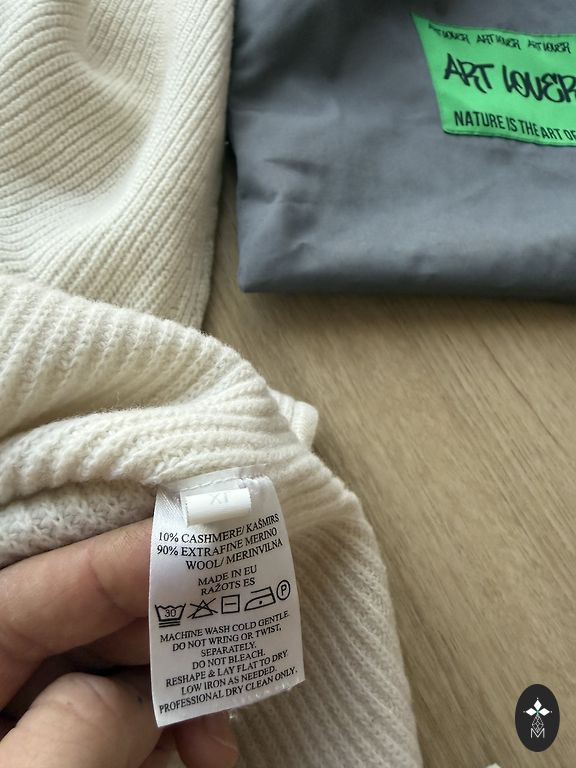 ART LOVER ART LOVER ART LOVER
ART LOVER
NATURE IS THE ART OF
XL
10% CASHMERE/ KAŠMIRS
90% EXTRAFINE MERINO
WOOL/ MERINVILNA
MADE IN EU
RAŽOTS ES
30 P
MACHINE WASH COLD GENTLE.
DO NOT WRING OR TWIST,
SEPARATELY.
DO NOT BLEACH.
RESHAPE & LAY FLAT TO DRY.
LOW IRON AS NEEDED.
PROFESSIONAL DRY CLEAN ONLY.
M